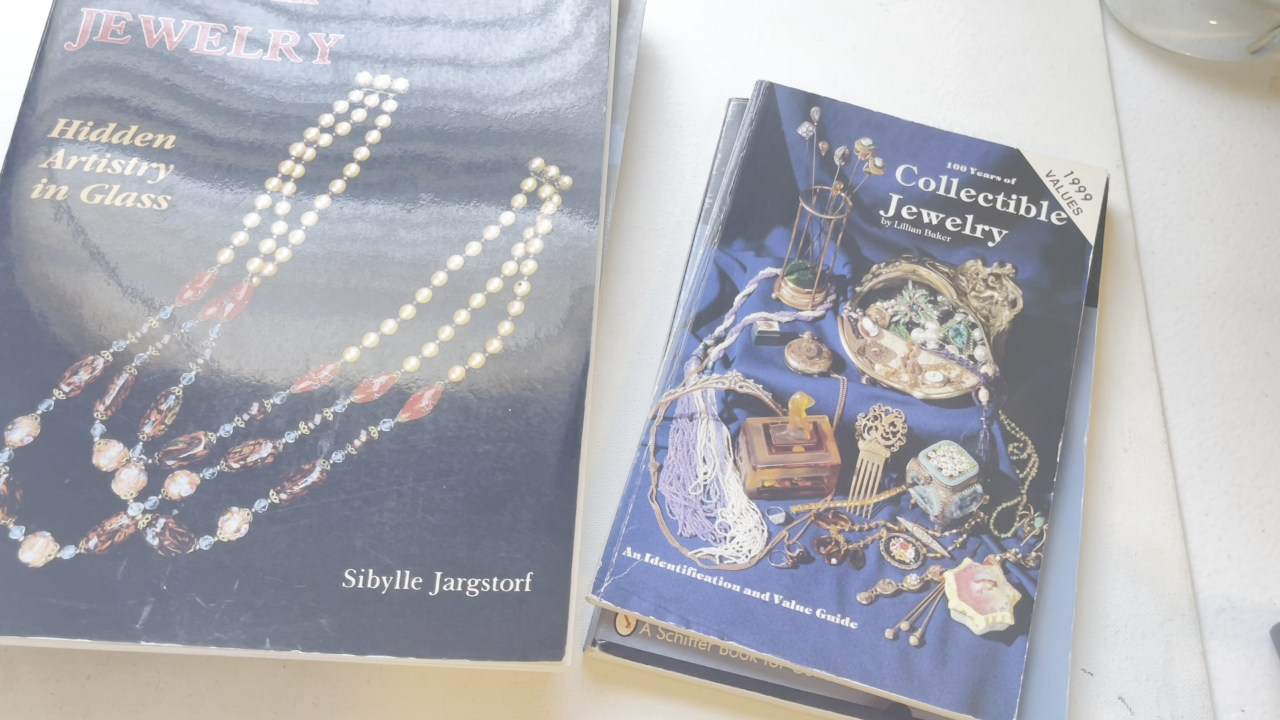 JEWELRY
Hidden
Artistry
in Glass
Sibylle Jargstorf
100 Years of
Collectible
Jewelry
by Lillian Baker
1999
VALUES
An Identification and Value Guide
A Schiffer Book for